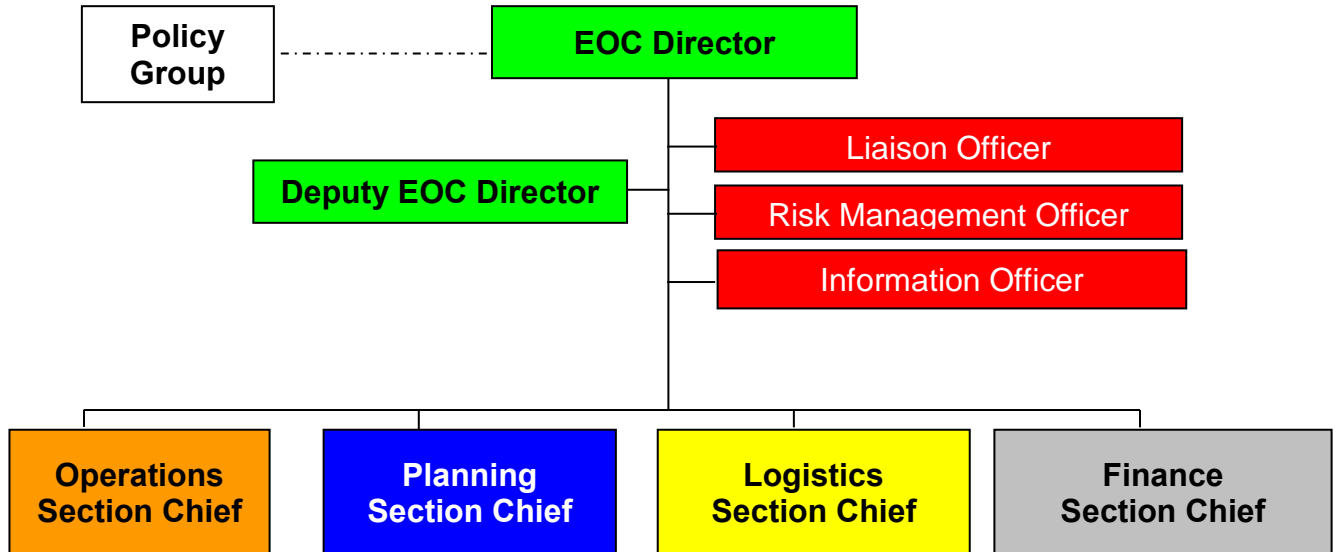 Policy
Group
EOC Director
Liaison Officer
Deputy EOC Director
Risk Management Officer
Information Officer
Operations
Section Chief
Planning
Section Chief
Logistics
Section Chief
Finance
Section Chief